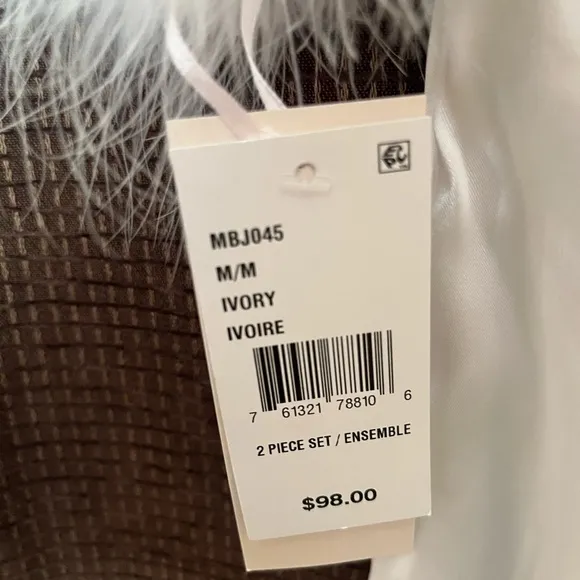 MBJ045
M/M
IVORY
IVOIRE
7 61321 78810 6
2 PIECE SET / ENSEMBLE
$98.00